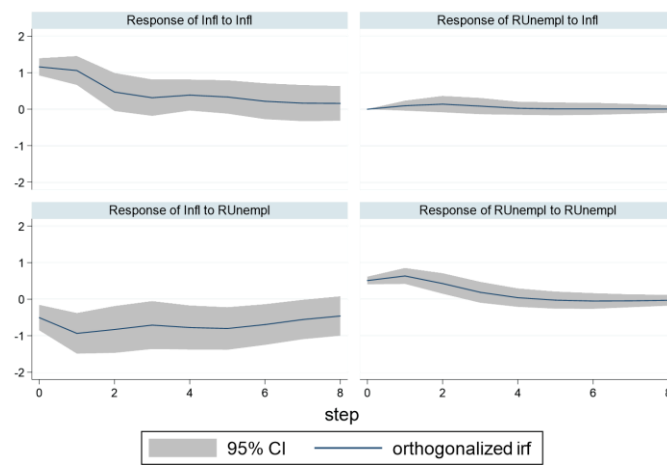 Response of Infl to Infl
Response of RUnempl to Infl
2
1
0
-1
-2
Response of Infl to RUnempl
Response of RUnempl to RUnempl
2
1
0
-1
-2
0 2 4 6 8 0 2 4 6 8
step
95% CI orthogonalized irf